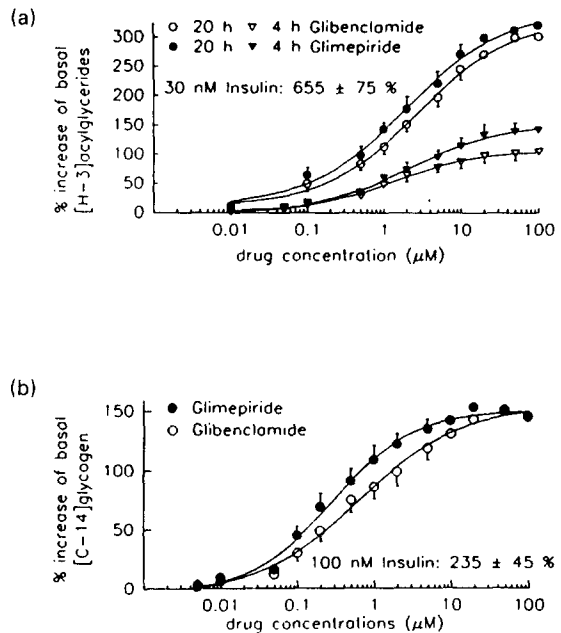 (a)
○ 20 h ▽ 4 h Glibenclamide
● 20 h ▼ 4 h Glimepiride
30 nM Insulin: 655 ± 75 %
% increase of basal
[H-3]acylglycerides
300
250
200
150
100
50
0
0.01 0.1 1 10 100
drug concentration (μM)
(b)
● Glimepiride
○ Glibenclamide
% increase of basal
[C-14]glycogen
150
100
50
0
100 nM Insulin: 235 ± 45 %
0.01 0.1 1 10 100
drug concentrations (μM)